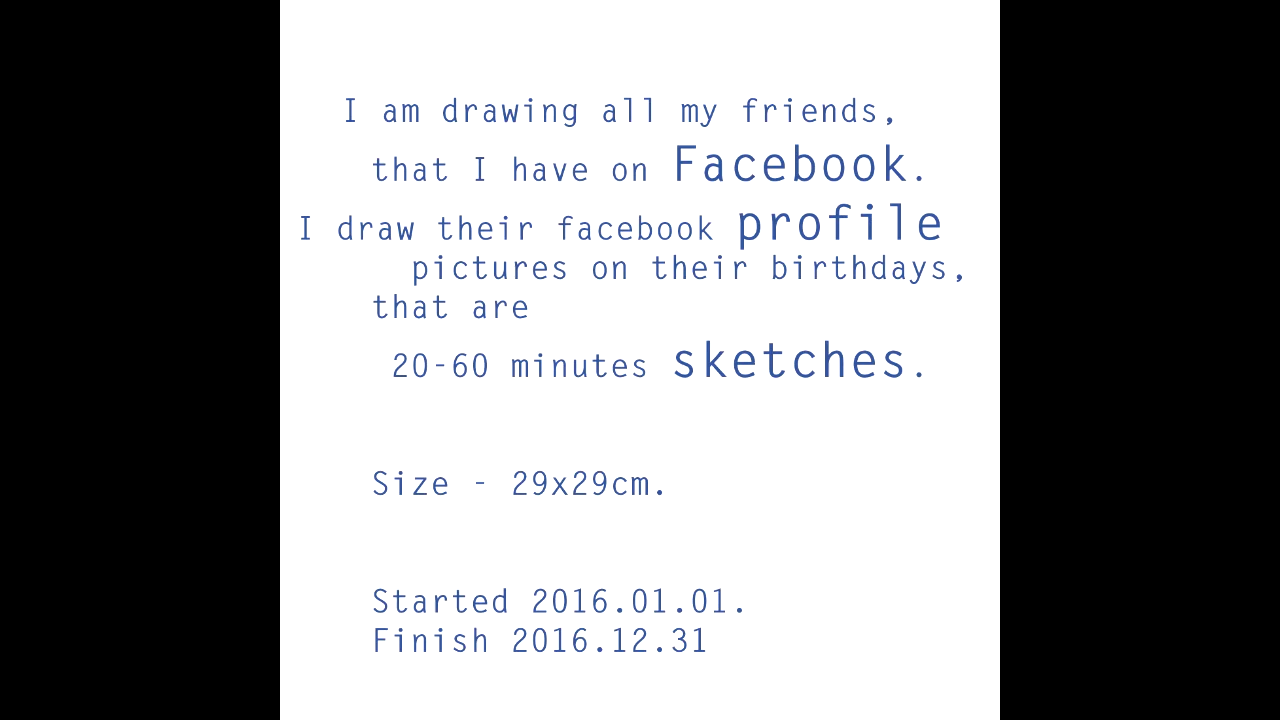 I am drawing all my friends,
that I have on Facebook.
I draw their facebook profile
pictures on their birthdays,
that are
20-60 minutes sketches.
Size - 29x29cm.
Started 2016.01.01.
Finish 2016.12.31